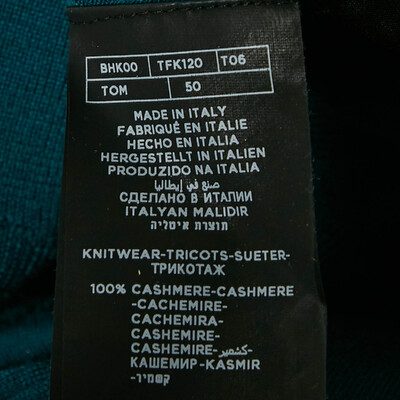 BHK00 TFK120 T06
TOM 50
MADE IN ITALY
FABRIQUÉ EN ITALIE
HECHO EN ITALIA
HERGESTELLT IN ITALIEN
PRODUZIDO NA ITALIA
صنع في إيطاليا
СДЕЛАНО В ИТАЛИИ
ITALYAN MALIDIR
תוצרת איטליה
KNITWEAR-TRICOTS-SUETER-
ТРИКОТАЖ
100% CASHMERE-CASHMERE
-CACHEMIRE-
CACHEMIRA-
CASHEMIRE-
CASHEMIRE-كشمير-
КАШЕМИР-KASMIR
-קשמיר